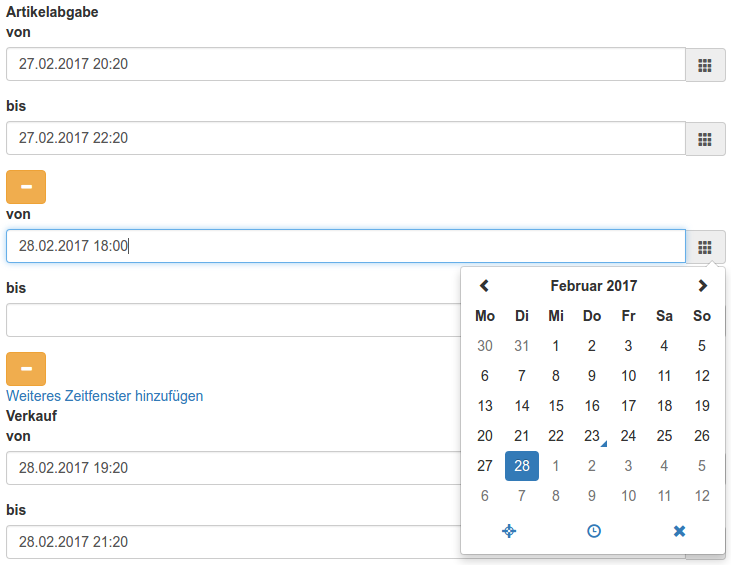 Artikelabgabe
von
27.02.2017 20:20
bis
27.02.2017 22:20
von
28.02.2017 18:00
bis
Februar 2017
Mo Di Mi Do Fr Sa So
30 31 1 2 3 4 5
6 7 8 9 10 11 12
13 14 15 16 17 18 19
20 21 22 23 24 25 26
27 28 1 2 3 4 5
6 7 8 9 10 11 12
Weiteres Zeitfenster hinzufügen
Verkauf
von
28.02.2017 19:20
bis
28.02.2017 21:20